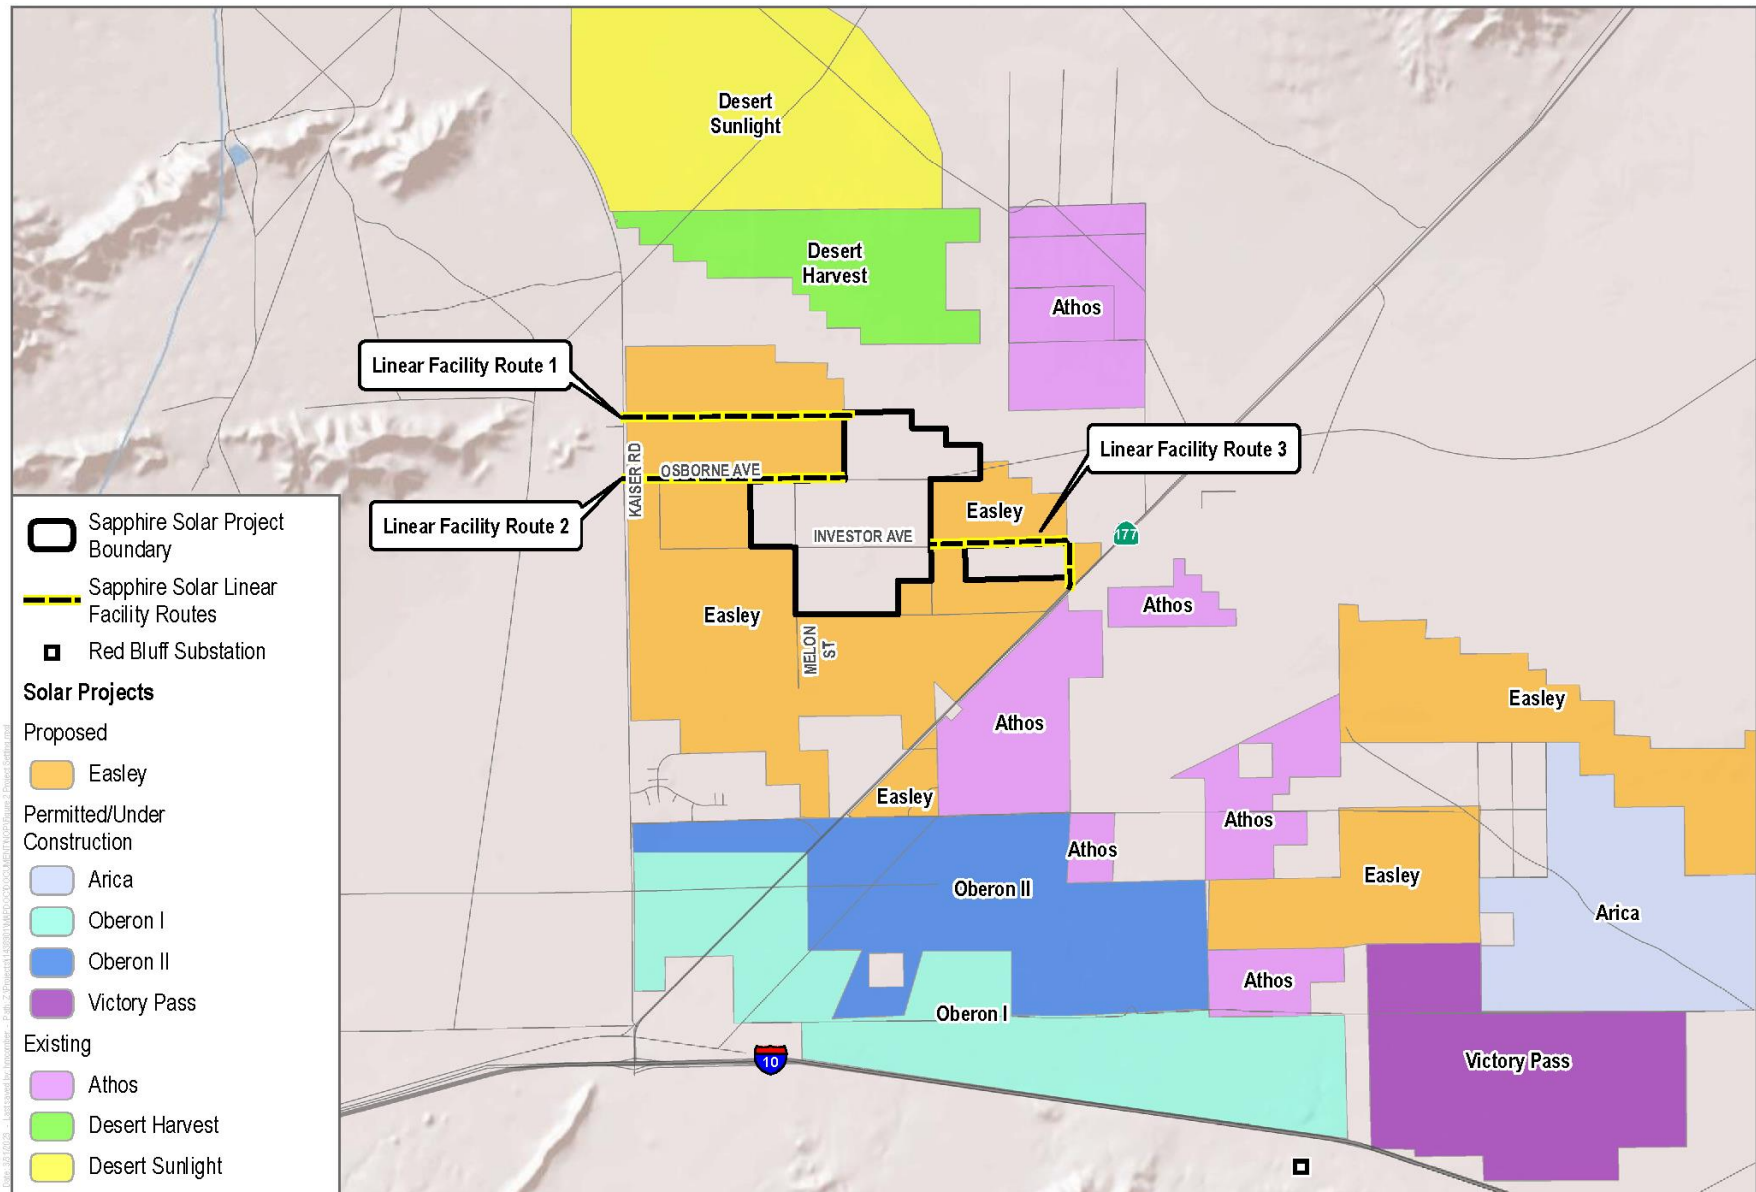 Desert
Sunlight
Desert
Harvest
Athos
Linear Facility Route 1
Linear Facility Route 3
KAISER RD
OSBORNE AVE
Linear Facility Route 2
Easley
INVESTOR AVE
177
Athos
Easley
MELON
ST
Athos
Easley
Easley
Athos
Athos
Easley
Oberon II
Arica
Athos
Oberon I
10
Victory Pass
Sapphire Solar Project
Boundary
Sapphire Solar Linear
Facility Routes
Red Bluff Substation
Solar Projects
Proposed
Easley
Permitted/Under
Construction
Arica
Oberon I
Oberon II
Victory Pass
Existing
Athos
Desert Harvest
Desert Sunlight